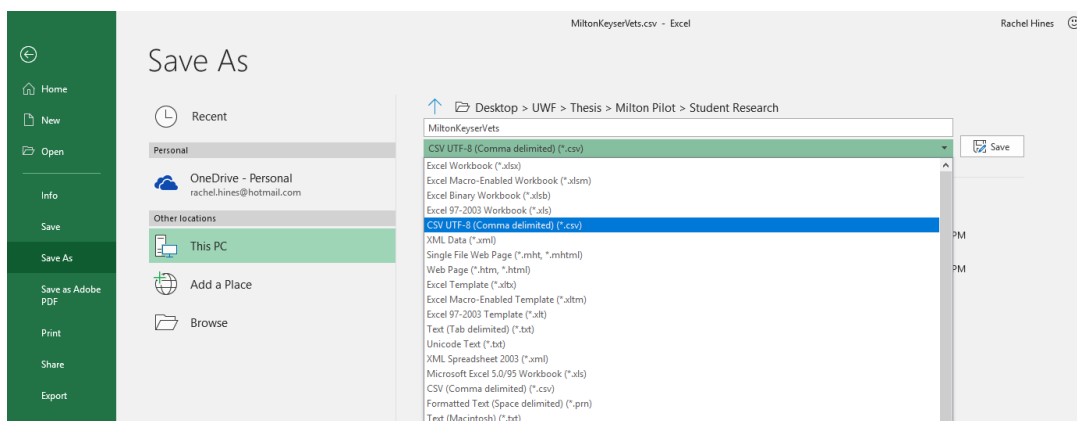 MiltonKeyserVets.csv - Excel
Rachel Hines
Save As
Home
New
Open
Info
Save
Save As
Save as Adobe
PDF
Print
Share
Export
Recent
Personal
OneDrive - Personal
rachel.hines@hotmail.com
Other locations
This PC
Add a Place
Browse
Desktop > UWF > Thesis > Milton Pilot > Student Research
MiltonKeyserVets
CSV UTF-8 (Comma delimited) (*.csv)
Save
Excel Workbook (*.xlsx)
Excel Macro-Enabled Workbook (*.xlsm)
Excel Binary Workbook (*.xlsb)
Excel 97-2003 Workbook (*.xls)
CSV UTF-8 (Comma delimited) (*.csv)
XML Data (*.xml)
Single File Web Page (*.mht, *.mhtml)
Web Page (*.htm, *.html)
Excel Template (*.xltx)
Excel Macro-Enabled Template (*.xltm)
Excel 97-2003 Template (*.xlt)
Text (Tab delimited) (*.txt)
Unicode Text (*.txt)
XML Spreadsheet 2003 (*.xml)
Microsoft Excel 5.0/95 Workbook (*.xls)
CSV (Comma delimited) (*.csv)
Formatted Text (Space delimited) (*.prn)
Text (Macintosh) (*.txt)
PM
PM